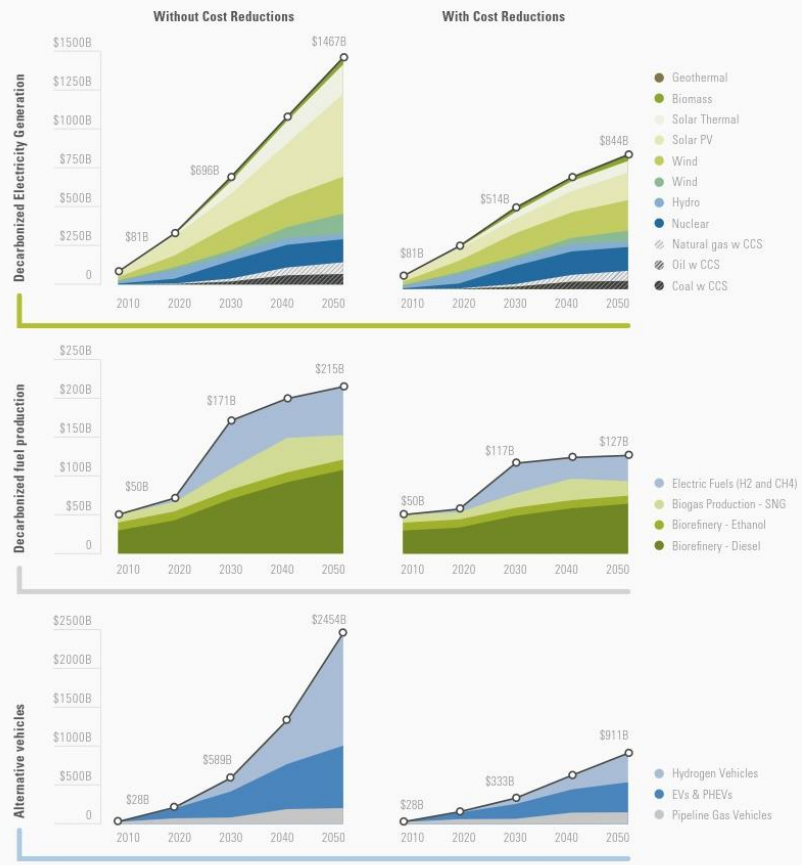 Without Cost Reductions
With Cost Reductions
Decarbonized Electricity Generation
$1500B
$1250B
$1000B
$750B
$500B
$250B
0
$81B
$696B
$1467B
2010 2020 2030 2040 2050
$81B
$514B
$844B
2010 2020 2030 2040 2050
Geothermal
Biomass
Solar Thermal
Solar PV
Wind
Wind
Hydro
Nuclear
Natural gas w CCS
Oil w CCS
Coal w CCS
Decarbonized fuel production
$250B
$200B
$150B
$100B
$50B
0
$50B
$171B
$215B
2010 2020 2030 2040 2050
$50B
$117B
$127B
2010 2020 2030 2040 2050
Electric Fuels (H2 and CH4)
Biogas Production - SNG
Biorefinery - Ethanol
Biorefinery - Diesel
Alternative vehicles
$2500B
$2000B
$1500B
$1000B
$500B
0
$28B
$589B
$2454B
2010 2020 2030 2040 2050
$28B
$333B
$911B
2010 2020 2030 2040 2050
Hydrogen Vehicles
EVs & PHEVs
Pipeline Gas Vehicles